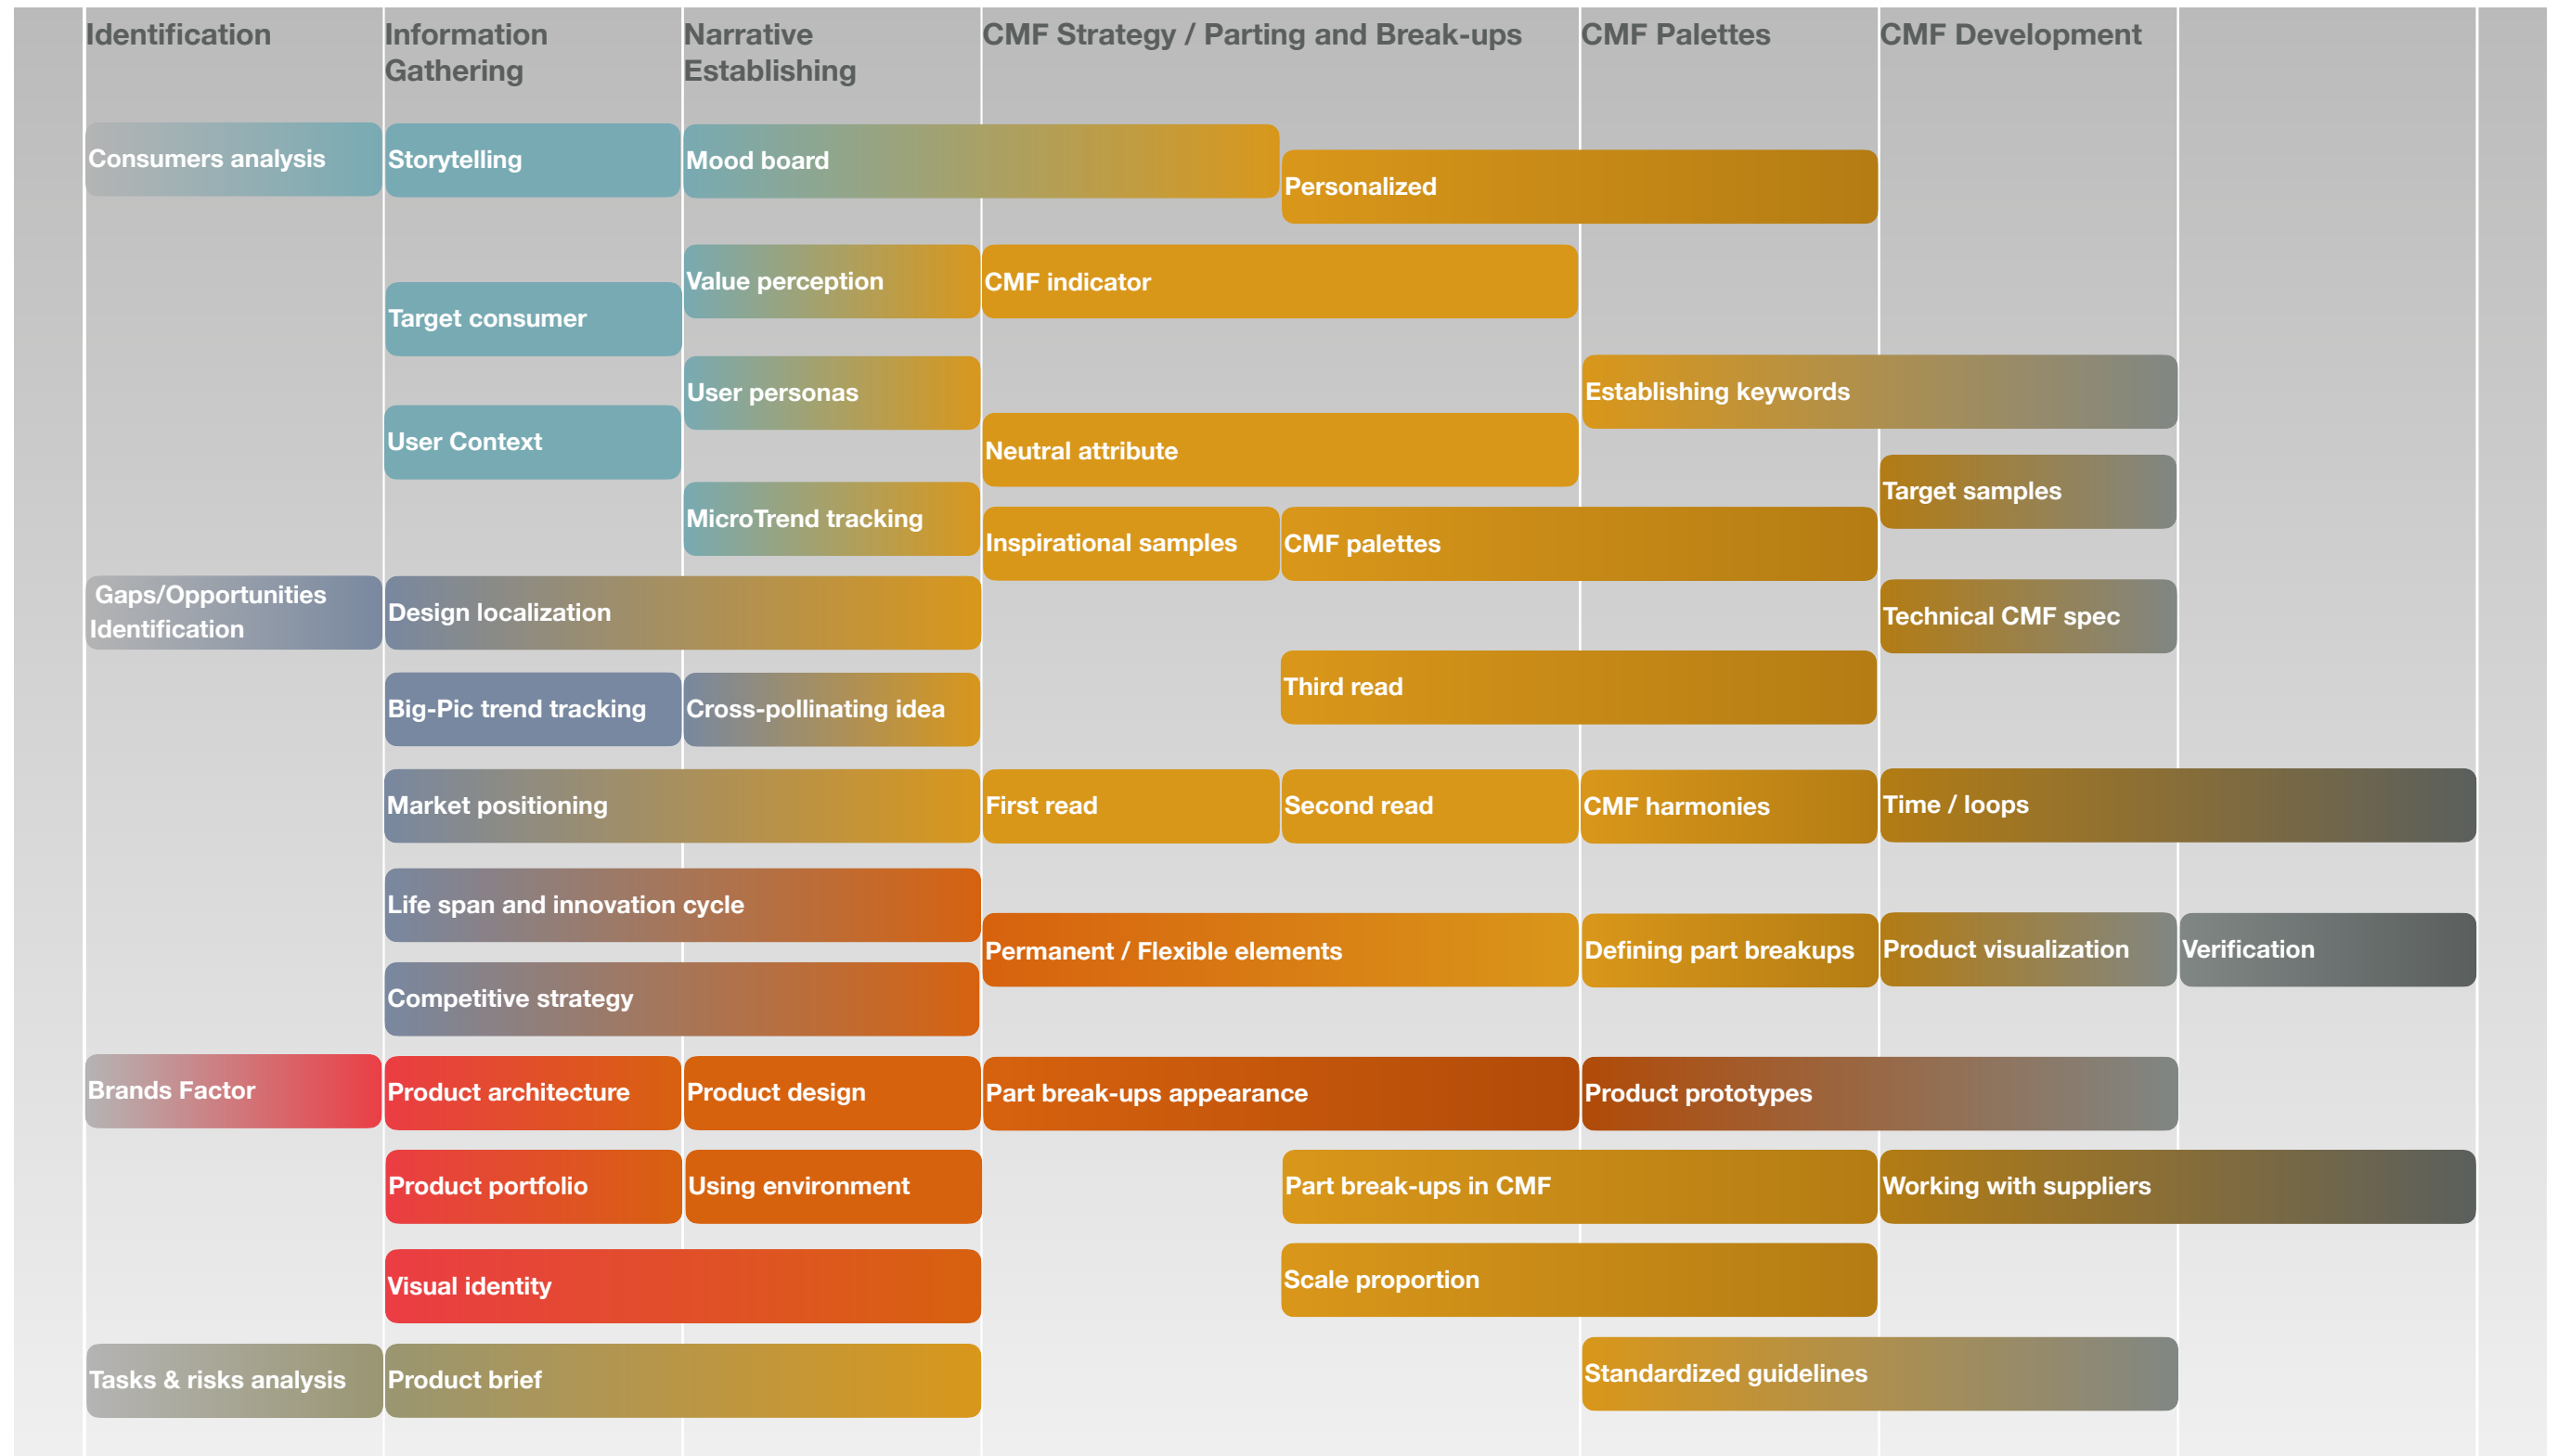 Identification
Information
Gathering
Narrative
Establishing
CMF Strategy / Parting and Break-ups
CMF Palettes
CMF Development
Consumers analysis
Storytelling
Mood board
Personalized
Value perception
CMF indicator
Target consumer
User personas
Establishing keywords
User Context
Neutral attribute
Target samples
MicroTrend tracking
Inspirational samples
CMF palettes
Gaps/Opportunities
Identification
Design localization
Technical CMF spec
Third read
Big-Pic trend tracking
Cross-pollinating idea
Market positioning
First read
Second read
CMF harmonies
Time / loops
Life span and innovation cycle
Permanent / Flexible elements
Defining part breakups
Product visualization
Verification
Competitive strategy
Brands Factor
Product architecture
Product design
Part break-ups appearance
Product prototypes
Product portfolio
Using environment
Part break-ups in CMF
Working with suppliers
Visual identity
Scale proportion
Tasks & risks analysis
Product brief
Standardized guidelines